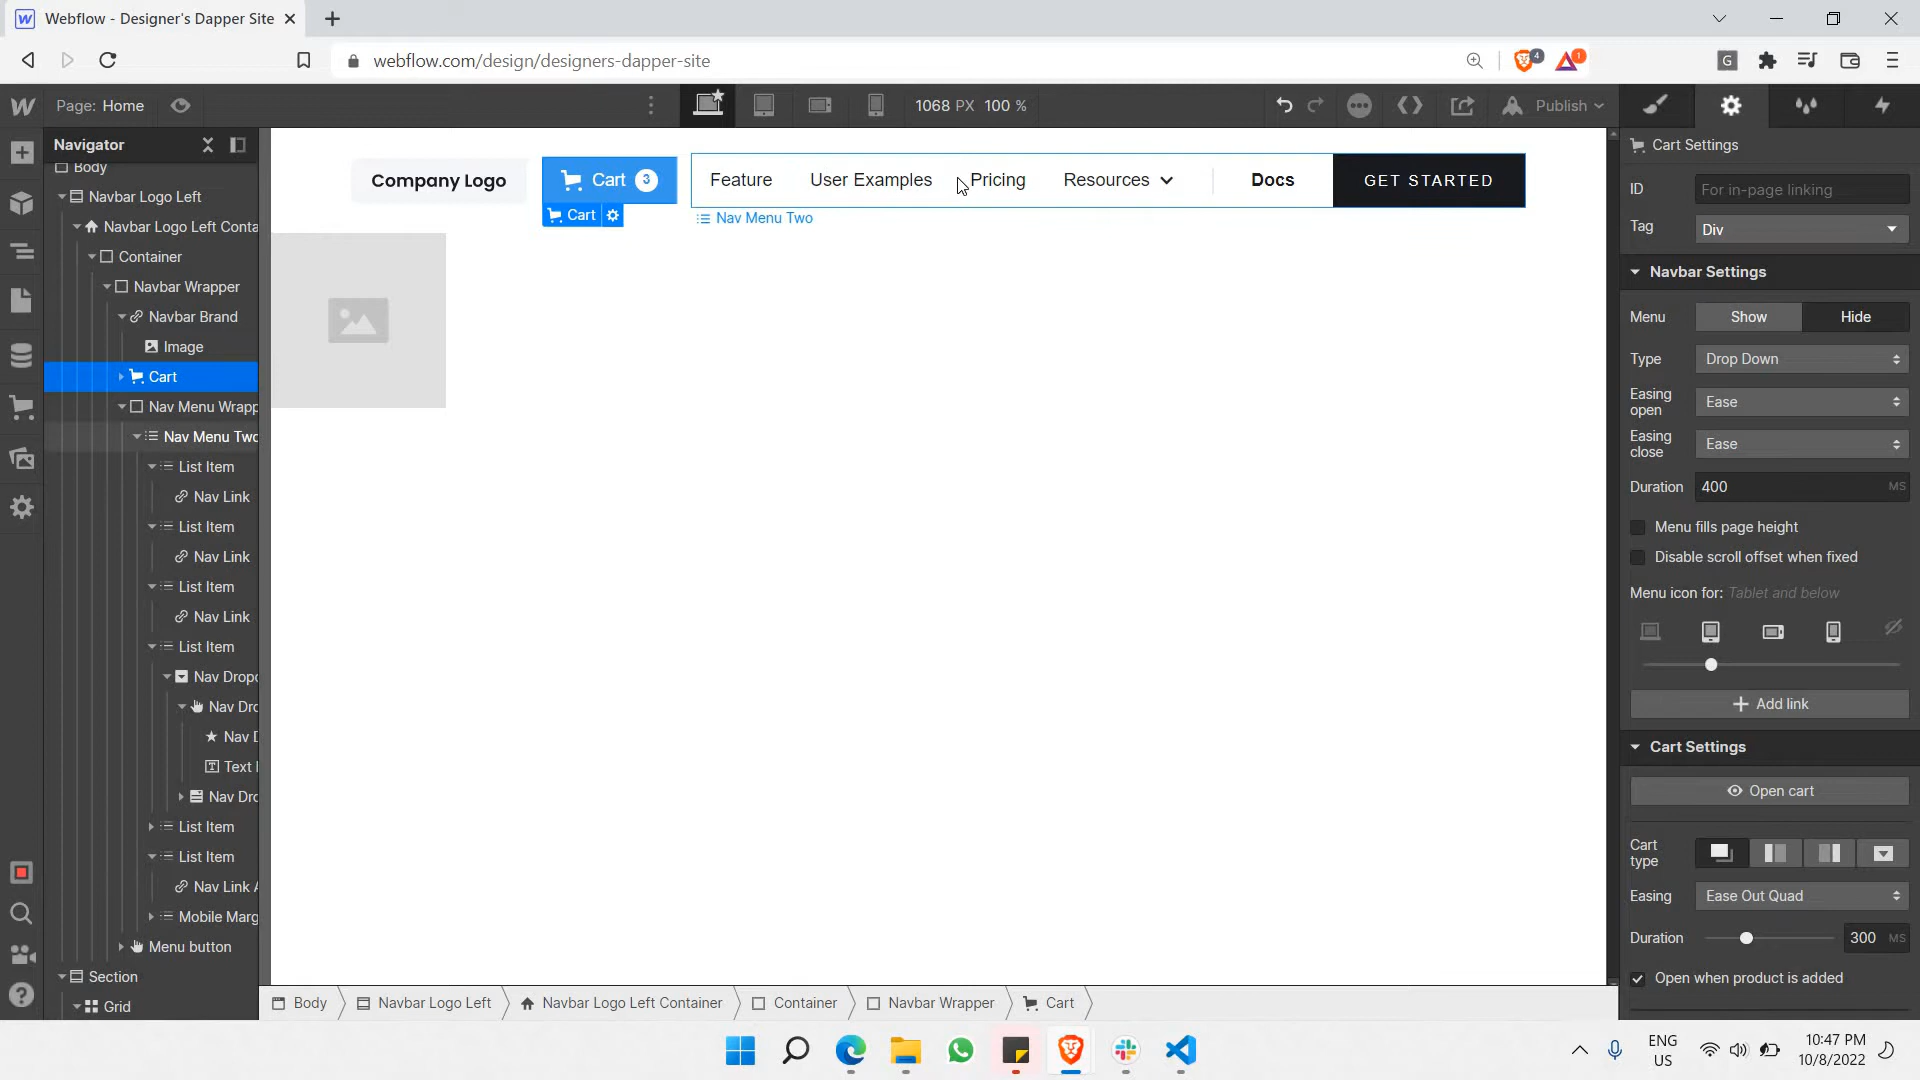 Webflow - Designer's Dapper Site
webflow.com/design/designers-dapper-site
4
1
G
Page: Home
1068 PX 100 %
Publish
Navigator
Body
Navbar Logo Left
Navbar Logo Left Conta
Container
Navbar Wrapper
Navbar Brand
Image
Cart
Nav Menu Wrapp
Nav Menu Two
List Item
Nav Link
List Item
Nav Link
List Item
Nav Link
List Item
Nav Dropd
Nav Dro
Nav D
Text
Nav Dro
List Item
List Item
Nav Link A
Mobile Marg
Menu button
Section
Grid
Company Logo
Cart 3
Cart
Feature
User Examples
Pricing
Resources
Docs
GET STARTED
Nav Menu Two
Cart Settings
ID For in-page linking
Tag Div
Navbar Settings
Menu Show Hide
Type Drop Down
Easing open Ease
Easing close Ease
Duration 400 MS
Menu fills page height
Disable scroll offset when fixed
Menu icon for: Tablet and below
Add link
Cart Settings
Open cart
Cart type
Easing Ease Out Quad
Duration 300 MS
Open when product is added
Body Navbar Logo Left Navbar Logo Left Container Container Navbar Wrapper Cart
ENG
US
10:47 PM
10/8/2022